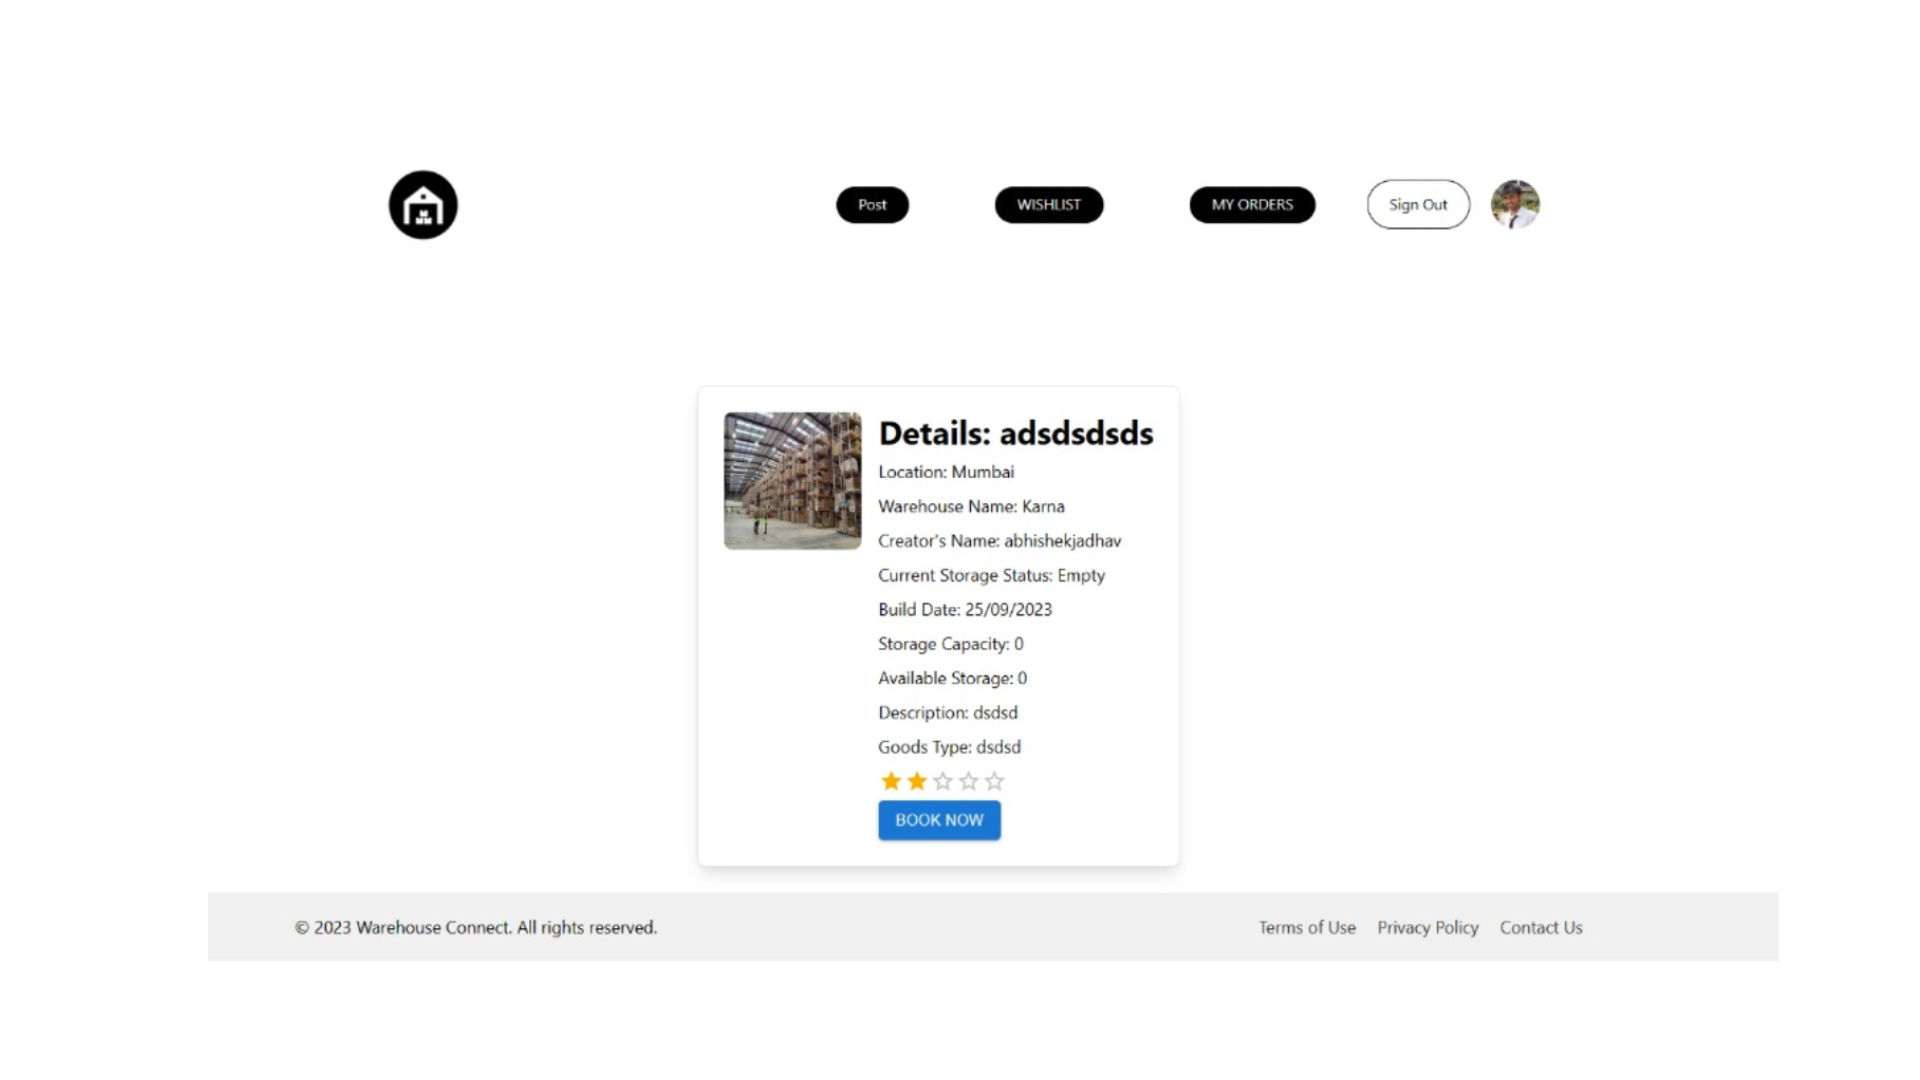 Post
WISHLIST
MY ORDERS
Sign Out
Details: adsdsdsds
Location: Mumbai
Warehouse Name: Karna
Creator's Name: abhishekjadhav
Current Storage Status: Empty
Build Date: 25/09/2023
Storage Capacity: 0
Available Storage: 0
Description: dsdsd
Goods Type: dsdsd
BOOK NOW
© 2023 Warehouse Connect. All rights reserved.
Terms of Use
Privacy Policy
Contact Us